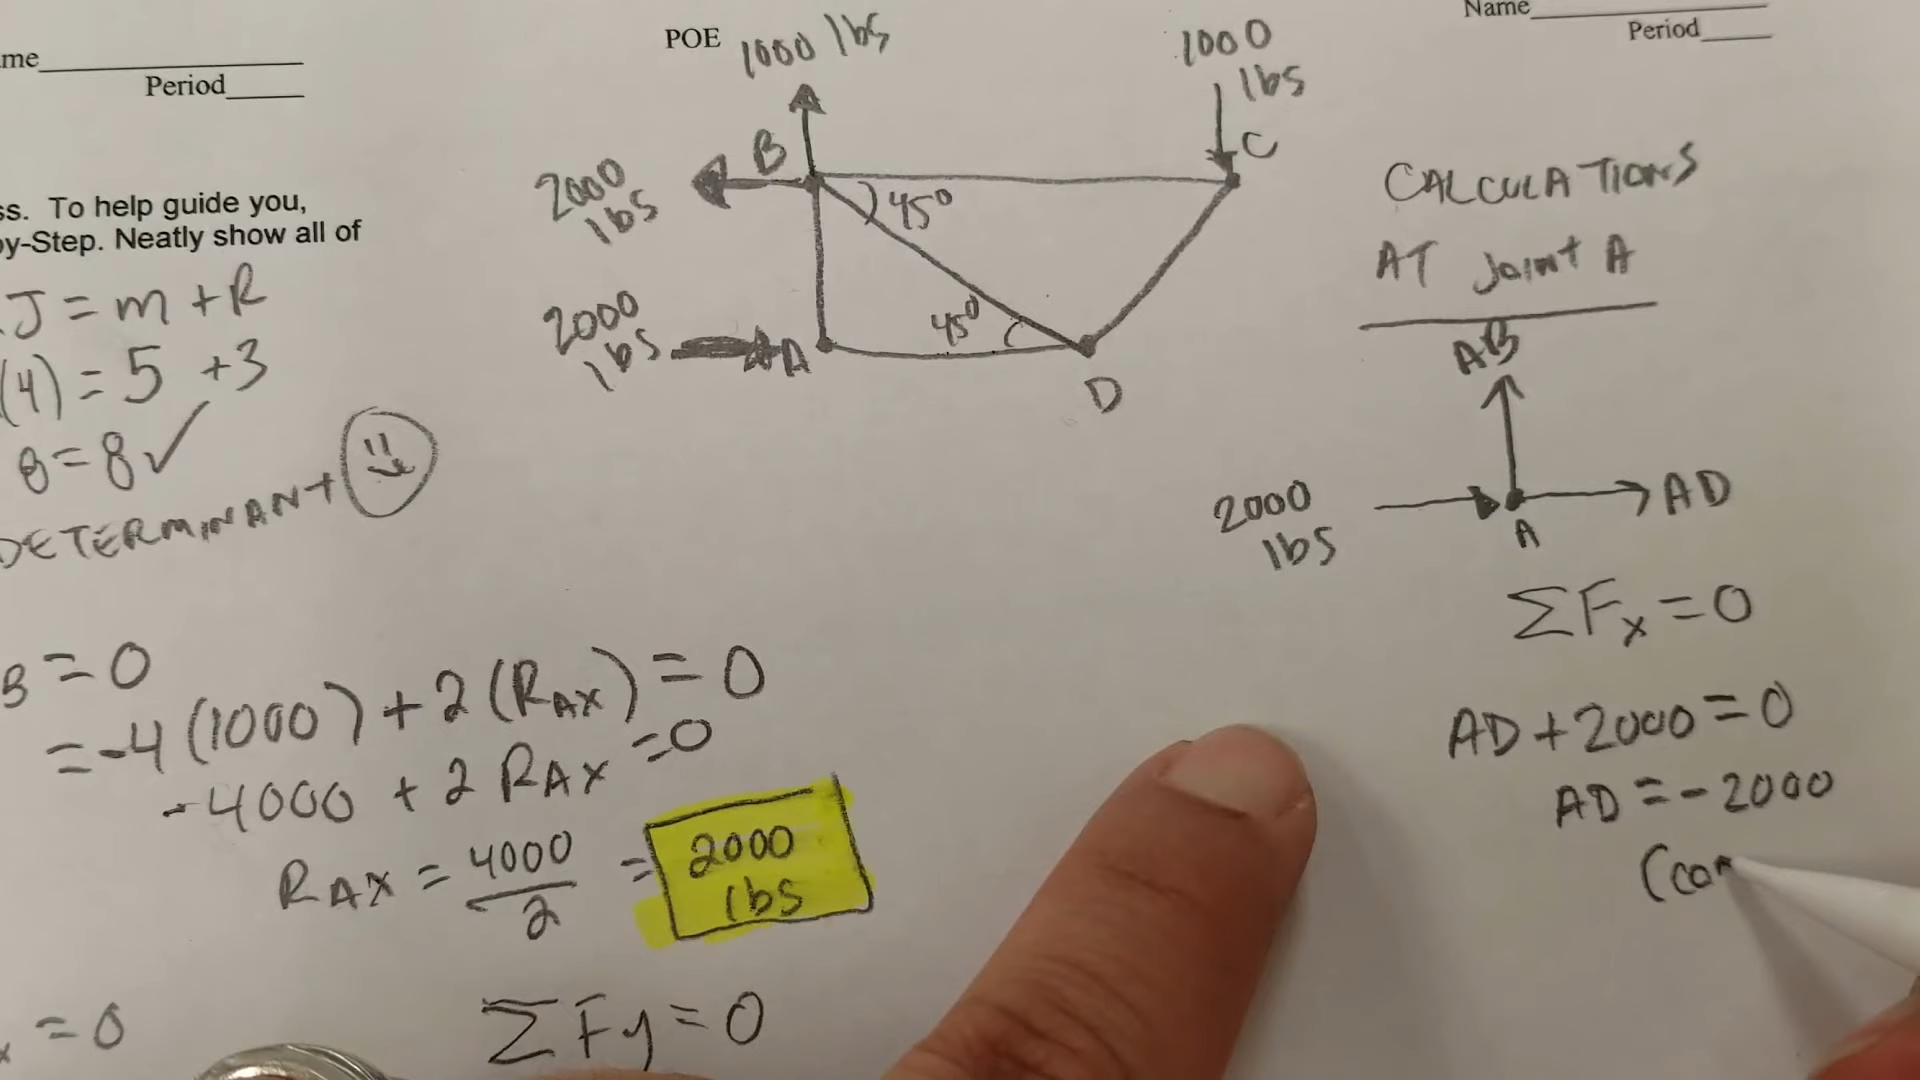 me
Period
ss. To help guide you,
by-Step. Neatly show all of
J = m + R
(4) = 5 + 3
8 = 8 ✓
DETERMINANT
B = 0
= -4 (1000) + 2 (RAX) = 0
-4000 + 2 RAX = 0
RAX = 4000/2 = 2000 lbs
x = 0
ΣFy = 0
POE
1000 lbs
1000
lbs
2000
lbs
B
C
45°
2000
lbs
A
45°
D
Name
Period
CALCULATIONS
AT Joint A
AB
2000
lbs
AD
A
ΣFx = 0
AD + 2000 = 0
AD = -2000
(com